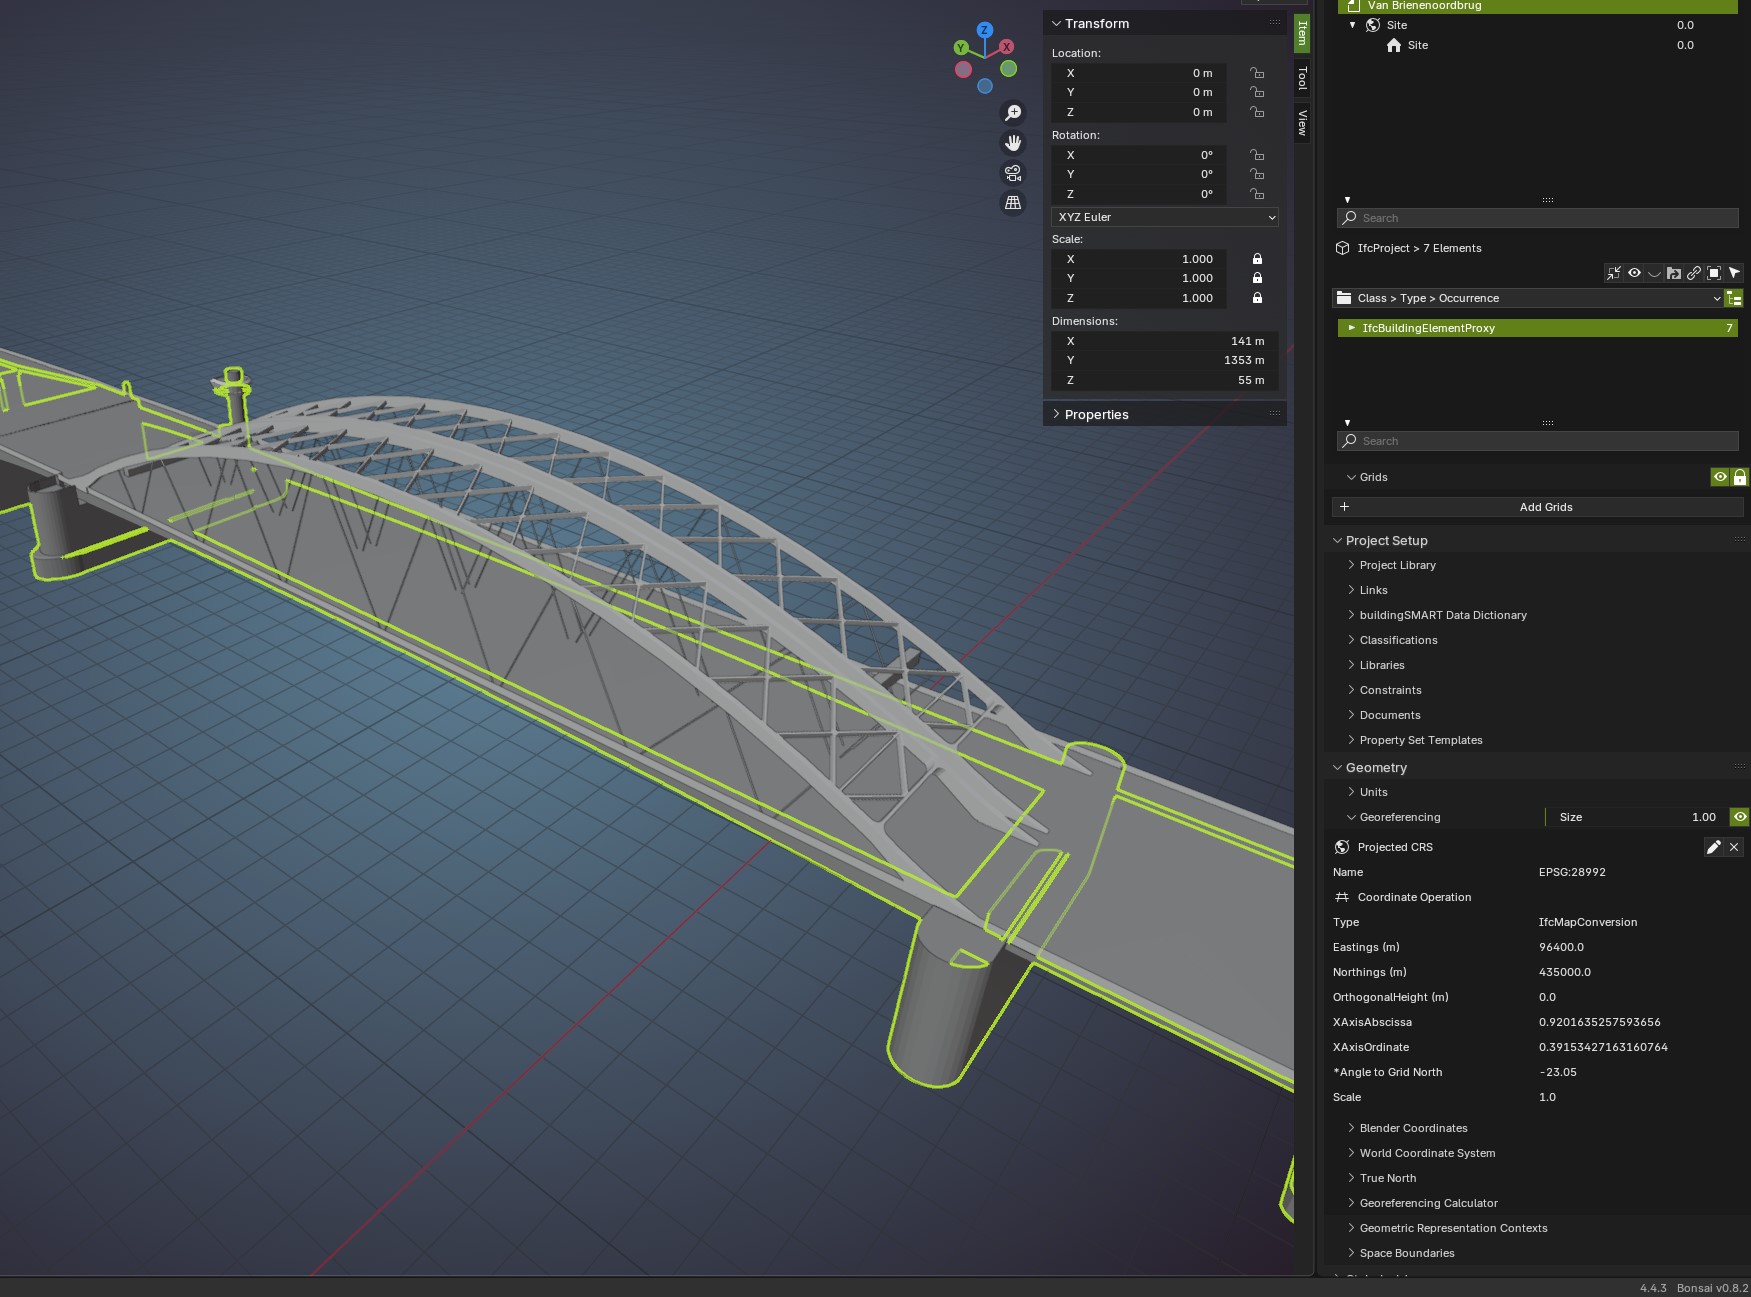 Van Brienenoordbrug
Site 0.0
Site 0.0
Z
Y
X
Transform
Location:
X 0 m
Y 0 m
Z 0 m
Rotation:
X 0°
Y 0°
Z 0°
XYZ Euler
Scale:
X 1.000
Y 1.000
Z 1.000
Dimensions:
X 141 m
Y 1353 m
Z 55 m
Properties
Item
Tool
View
Search
IfcProject > 7 Elements
Class > Type > Occurrence
IfcBuildingElementProxy 7
Search
Grids
Add Grids
Project Setup
Project Library
Links
buildingSMART Data Dictionary
Classifications
Libraries
Constraints
Documents
Property Set Templates
Geometry
Units
Georeferencing Size 1.00
Projected CRS
Name EPSG:28992
Coordinate Operation
Type IfcMapConversion
Eastings (m) 96400.0
Northings (m) 435000.0
OrthogonalHeight (m) 0.0
XAxisAbscissa 0.9201635257593656
XAxisOrdinate 0.39153427163160764
*Angle to Grid North -23.05
Scale 1.0
Blender Coordinates
World Coordinate System
True North
Georeferencing Calculator
Geometric Representation Contexts
Space Boundaries
4.4.3 Bonsai v0.8.2